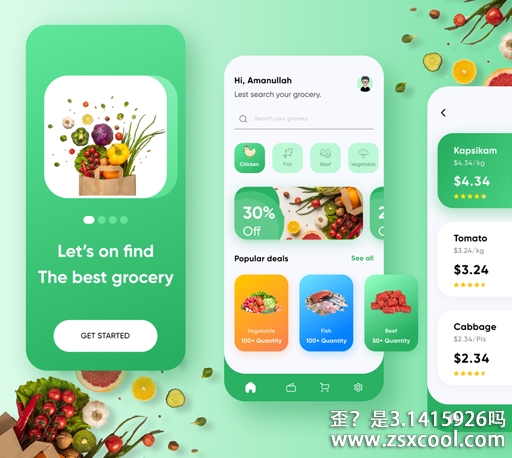 Let's on find
The best grocery
GET STARTED
Hi, Amanullah
Lest search your grocery.
Search your grocery
Chicken
Fish
Beef
Vegetable
30%
Off
2
Popular deals
See all
Vegetable
100+ Quantity
Fish
100+ Quantity
Beef
50+ Quantity
Kapsikam
$4.34/kg
$4.34
Tomato
$3.24/kg
$3.24
Cabbage
$2.34/Pis
$2.34
歪？是3.1415926吗
www.zsxcool.com